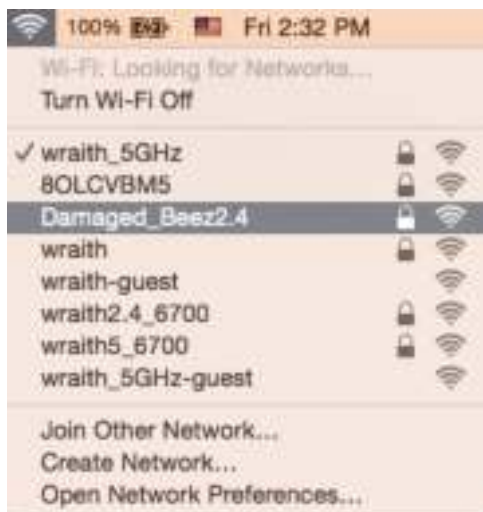 100% Fri 2:32 PM
Wi-Fi: Looking for Networks...
Turn Wi-Fi Off
✓ wraith_5GHz
8OLCVBM5
Damaged_Beez2.4
wraith
wraith-guest
wraith2.4_6700
wraith5_6700
wraith_5GHz-guest
Join Other Network...
Create Network...
Open Network Preferences...